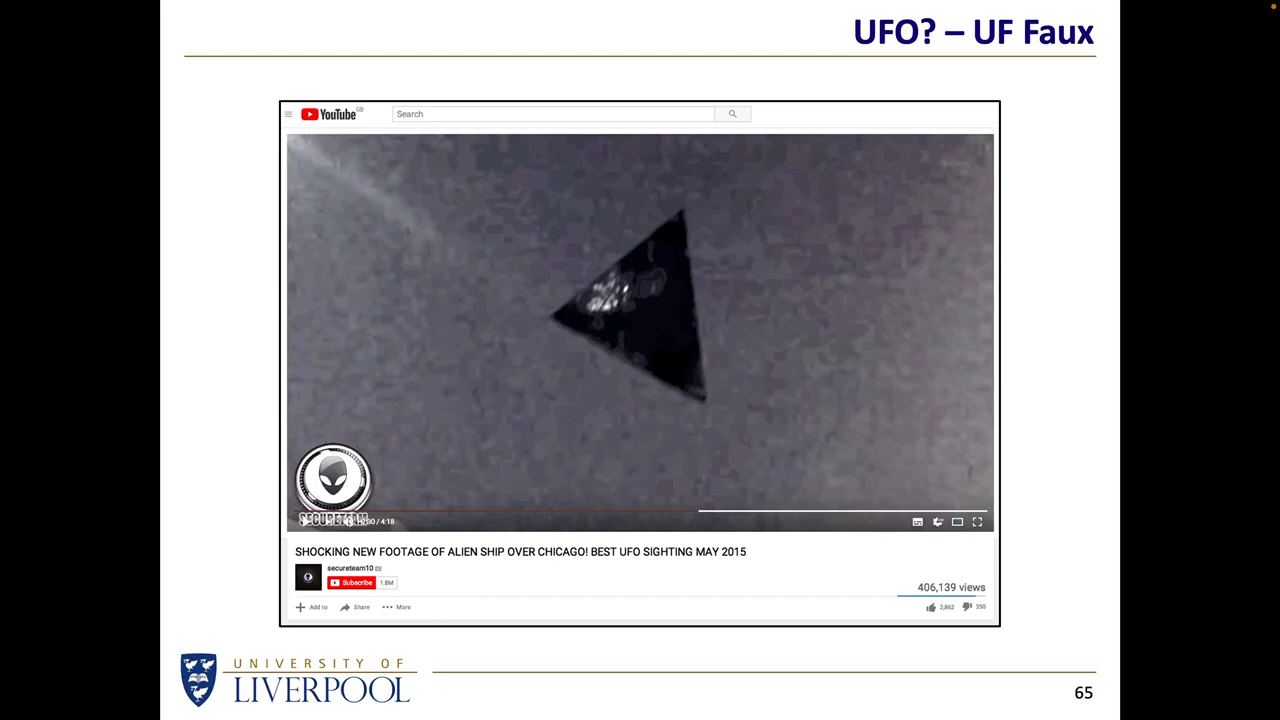 UFO? – UF Faux
YouTube GB
Search
SECURETEAM
/ 4:18
SHOCKING NEW FOOTAGE OF ALIEN SHIP OVER CHICAGO! BEST UFO SIGHTING MAY 2015
secureteam10
Subscribe 1.8M
406,139 views
Add to Share More
2,862 350
UNIVERSITY OF
LIVERPOOL
65